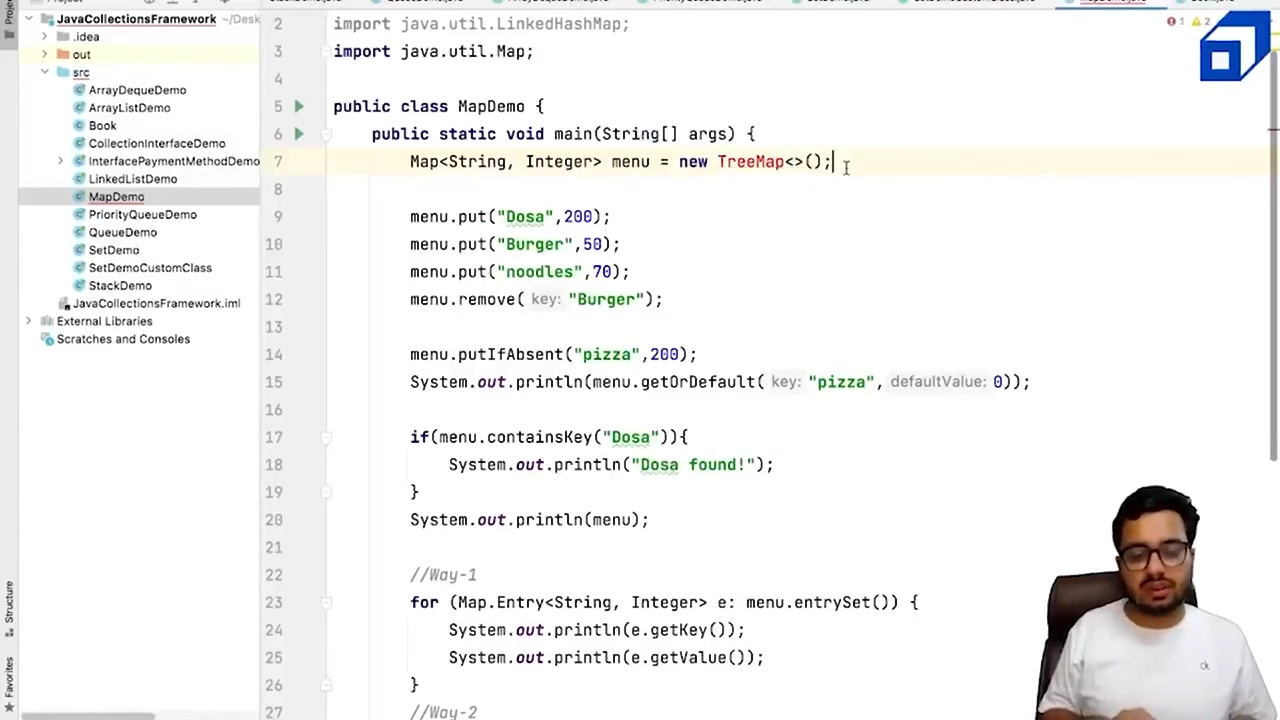 JavaCollectionsFramework ~/Desk
.idea
out
src
ArrayDequeDemo
ArrayListDemo
Book
CollectionInterfaceDemo
InterfacePaymentMethodDemo
LinkedListDemo
MapDemo
PriorityQueueDemo
QueueDemo
SetDemo
SetDemoCustomClass
StackDemo
JavaCollectionsFramework.iml
External Libraries
Scratches and Consoles
Structure
Favorites
1 2
2 import java.util.LinkedHashMap;
3 import java.util.Map;
4
5 public class MapDemo {
6 public static void main(String[] args) {
7 Map<String, Integer> menu = new TreeMap<>();
8
9 menu.put("Dosa",200);
10 menu.put("Burger",50);
11 menu.put("noodles",70);
12 menu.remove( key: "Burger");
13
14 menu.putIfAbsent("pizza",200);
15 System.out.println(menu.getOrDefault( key: "pizza", defaultValue: 0));
16
17 if(menu.containsKey("Dosa")){
18 System.out.println("Dosa found!");
19 }
20 System.out.println(menu);
21
22 //Way-1
23 for (Map.Entry<String, Integer> e: menu.entrySet()) {
24 System.out.println(e.getKey());
25 System.out.println(e.getValue());
26 }
27 //Way-2